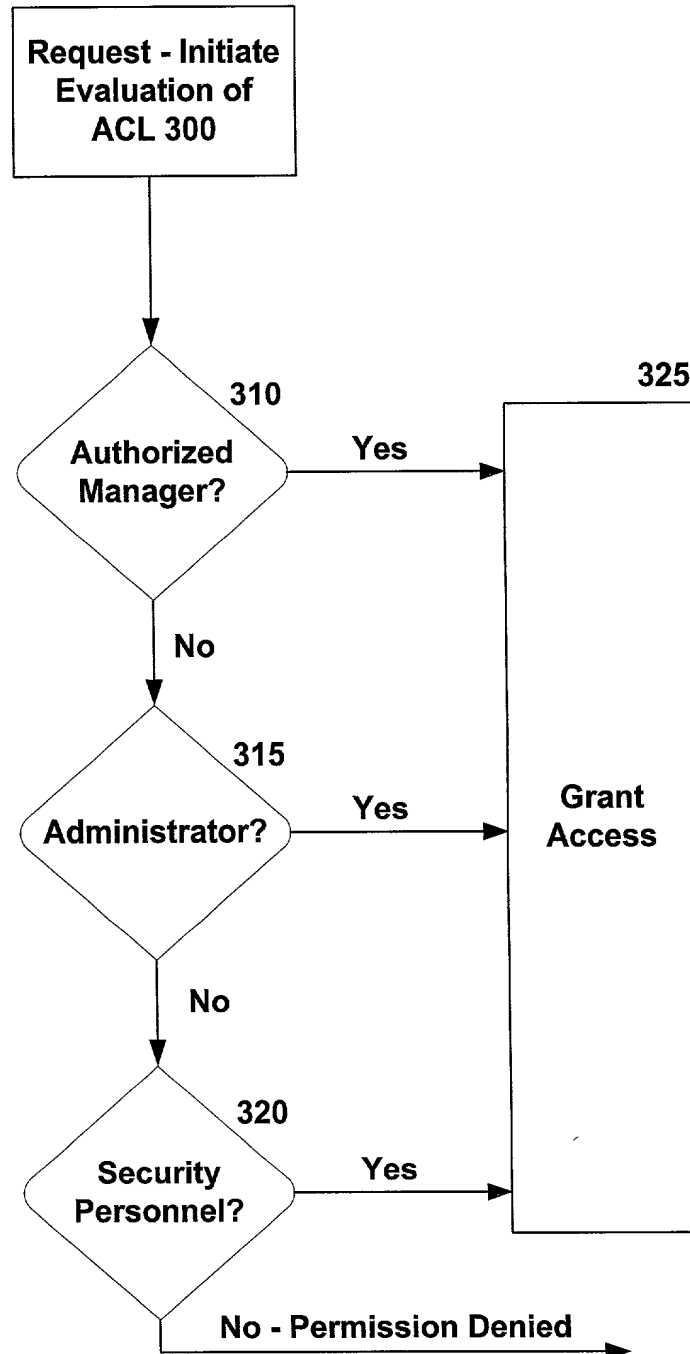 Request - Initiate
Evaluation of
ACL 300
310
325
Authorized
Manager?
Yes
No
315
Administrator?
Yes
Grant
Access
No
320
Security
Personnel?
Yes
No - Permission Denied